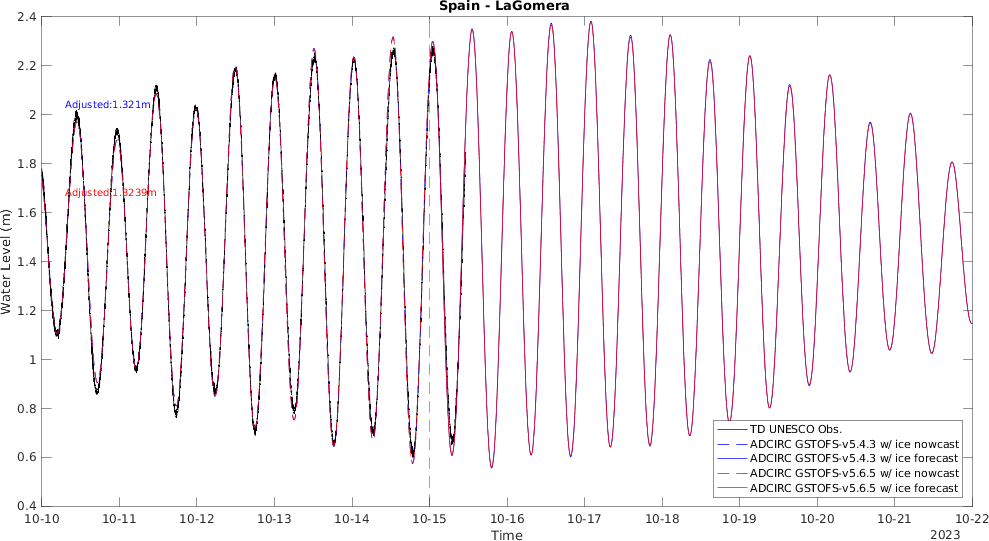 Spain - LaGomera
2.4
2.2
2
1.8
1.6
1.4
1.2
1
0.8
0.6
0.4
Water Level (m)
Adjusted:1.321m
Adjusted:1.3239m
TD UNESCO Obs.
ADCIRC GSTOFS-v5.4.3 w/ ice nowcast
ADCIRC GSTOFS-v5.4.3 w/ ice forecast
ADCIRC GSTOFS-v5.6.5 w/ ice nowcast
ADCIRC GSTOFS-v5.6.5 w/ ice forecast
10-10 10-11 10-12 10-13 10-14 10-15 10-16 10-17 10-18 10-19 10-20 10-21 10-22
Time
2023